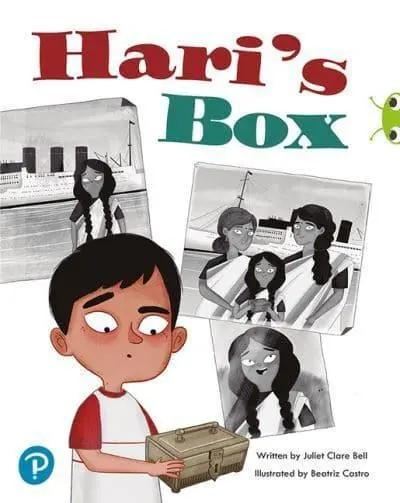 Hari's
Box
Written by Juliet Clare Bell
Illustrated by Beatriz Castro
P